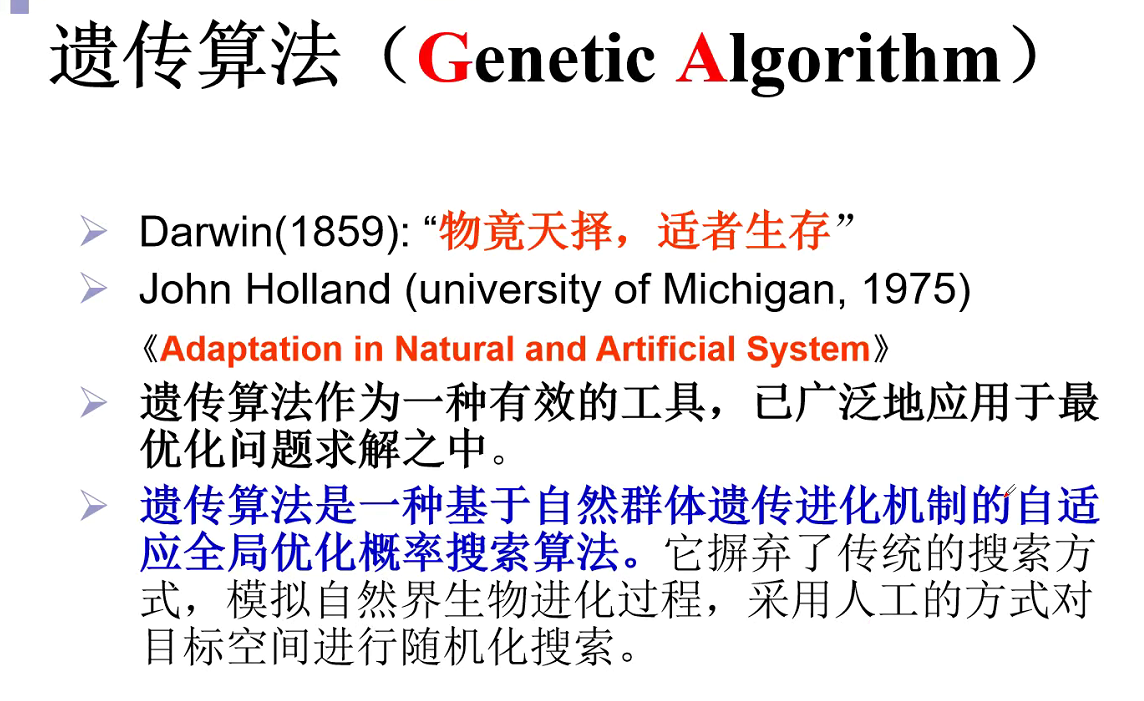 遗传算法（Genetic Algorithm）
Darwin(1859): “物竟天择，适者生存”
John Holland (university of Michigan, 1975)
《Adaptation in Natural and Artificial System》
遗传算法作为一种有效的工具，已广泛地应用于最
优化问题求解之中。
遗传算法是一种基于自然群体遗传进化机制的自适
应全局优化概率搜索算法。它摒弃了传统的搜索方
式，模拟自然界生物进化过程，采用人工的方式对
目标空间进行随机化搜索。